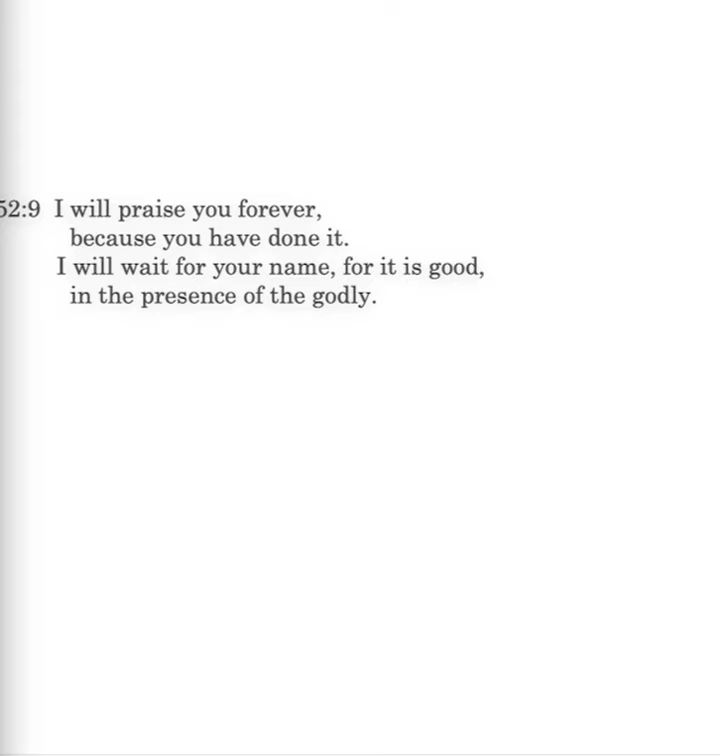 52:9 I will praise you forever,
because you have done it.
I will wait for your name, for it is good,
in the presence of the godly.